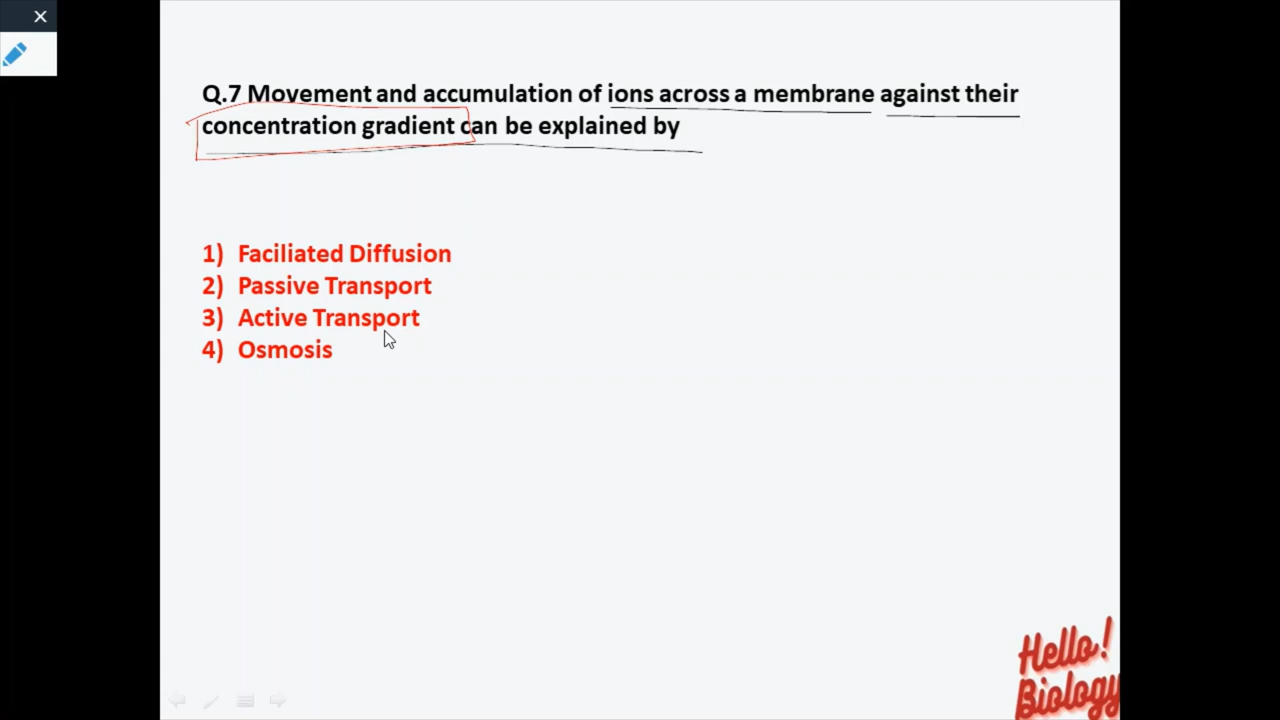 Q.7 Movement and accumulation of ions across a membrane against their
concentration gradient can be explained by
1) Faciliated Diffusion
2) Passive Transport
3) Active Transport
4) Osmosis
Hello!
Biology